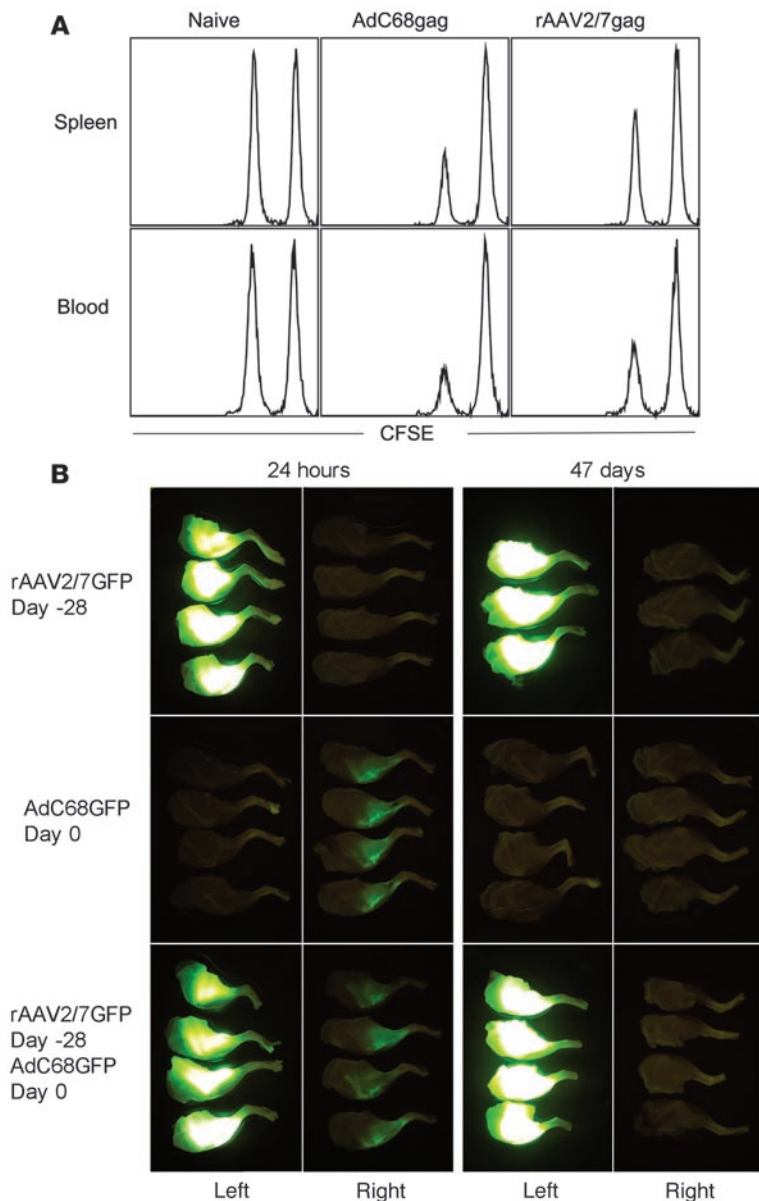 A
Naive AdC68gag rAAV2/7gag
Spleen
Blood
CFSE
B
24 hours 47 days
rAAV2/7GFP
Day -28
AdC68GFP
Day 0
rAAV2/7GFP
Day -28
AdC68GFP
Day 0
Left Right Left Right